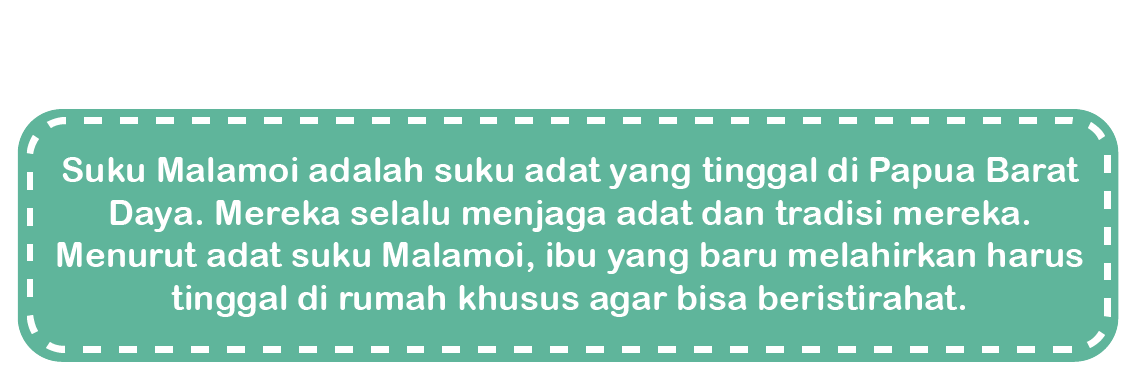 Suku Malamoi adalah suku adat yang tinggal di Papua Barat
Daya. Mereka selalu menjaga adat dan tradisi mereka.
Menurut adat suku Malamoi, ibu yang baru melahirkan harus
tinggal di rumah khusus agar bisa beristirahat.